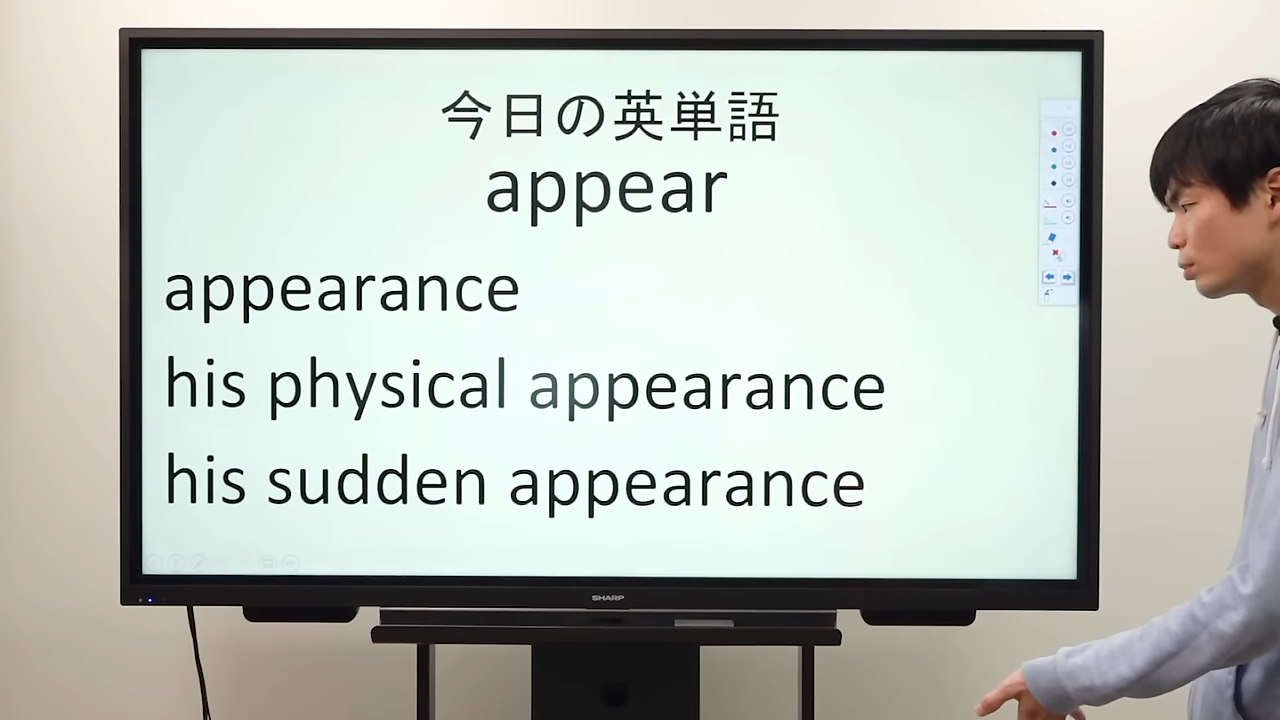 今日の英単語
appear
appearance
his physical appearance
his sudden appearance
SHARP